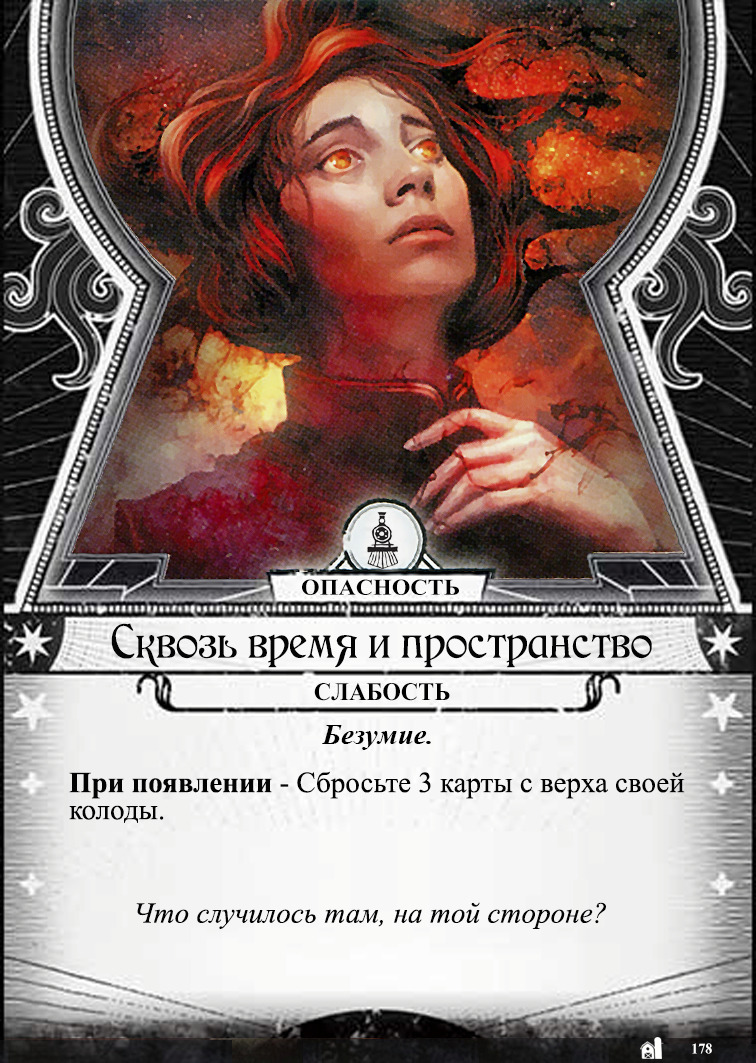 ОПАСНОСТЬ
Сквозь время и пространство
СЛАБОСТЬ
Безумие.
При появлении - Сбросьте 3 карты с верха своей
колоды.
Что случилось там, на той стороне?
178